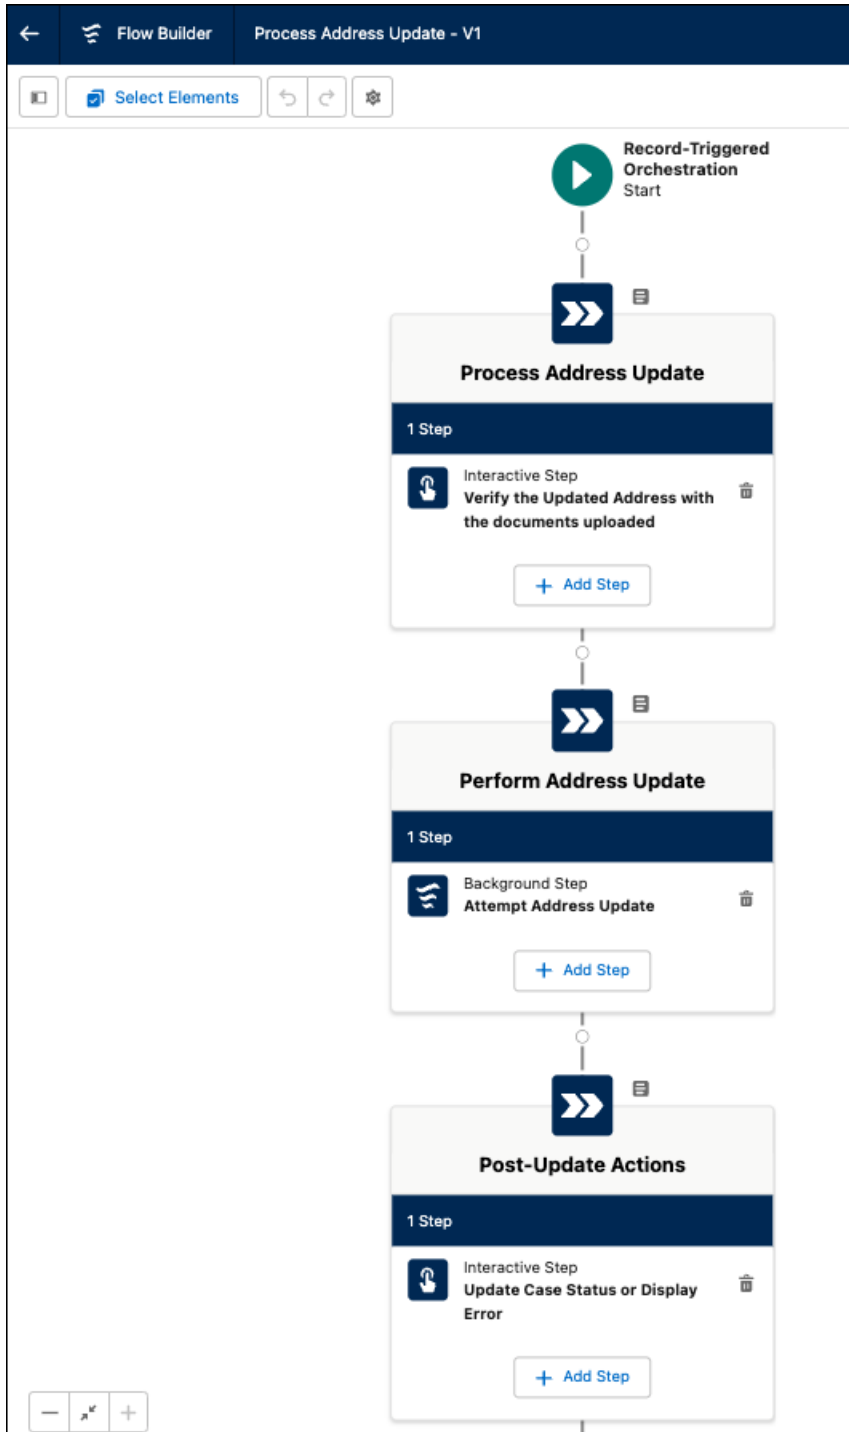 Flow Builder
Process Address Update - V1
Select Elements
Record-Triggered
Orchestration
Start
Process Address Update
1 Step
Interactive Step
Verify the Updated Address with
the documents uploaded
+ Add Step
Perform Address Update
1 Step
Background Step
Attempt Address Update
+ Add Step
Post-Update Actions
1 Step
Interactive Step
Update Case Status or Display
Error
+ Add Step